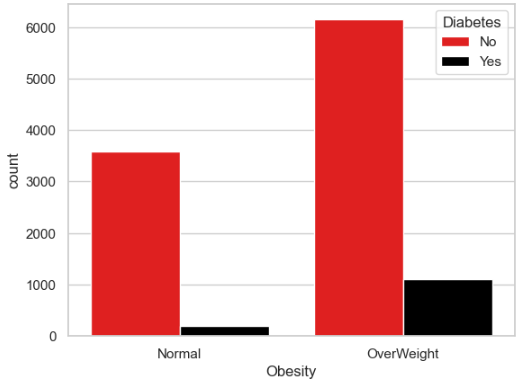 Diabetes
No
Yes
6000
5000
4000
3000
2000
1000
0
count
Normal
OverWeight
Obesity